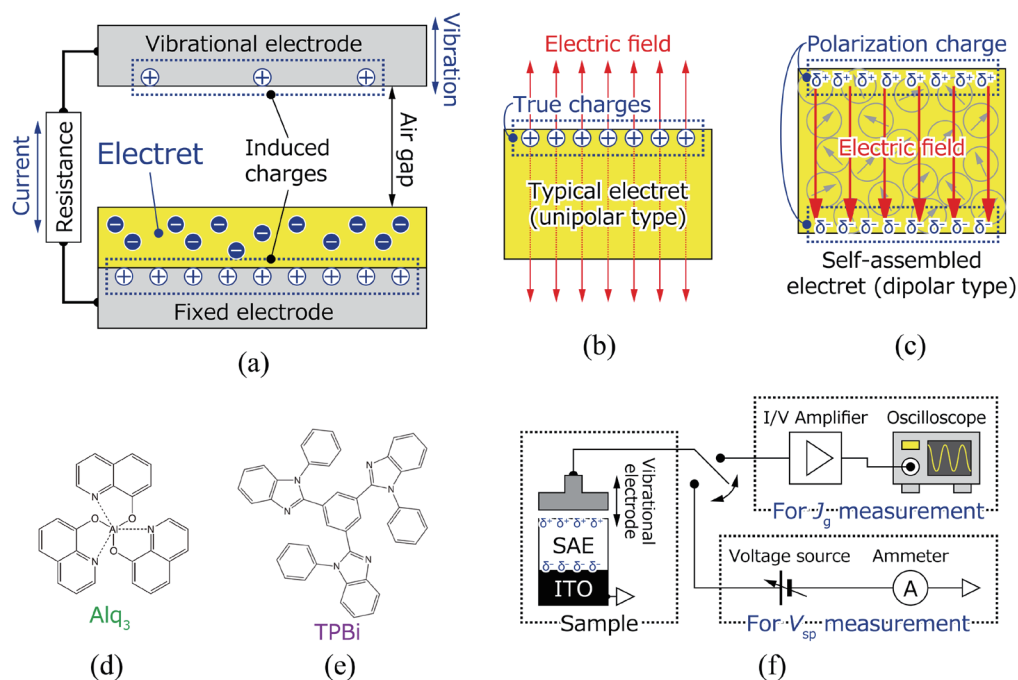 Vibrational electrode
Vibration
Induced
charges
Air gap
Electret
Current
Resistance
Fixed electrode
(a)
Electric field
True charges
Typical electret
(unipolar type)
(b)
Polarization charge
δ+ δ+ δ+ δ+ δ+ δ+ δ+
Electric field
δ- δ- δ- δ- δ- δ- δ-
Self-assembled
electret (dipolar type)
(c)
N
O
O
Al
N
O
N
Alq3
(d)
N
N
N
N
N
N
TPBi
(e)
Vibrational
electrode
δ+ δ+ δ+ δ+
SAE
δ- δ- δ- δ-
ITO
Sample
I/V Amplifier
Oscilloscope
For Jg measurement
Voltage source
Ammeter
A
For Vsp measurement
(f)